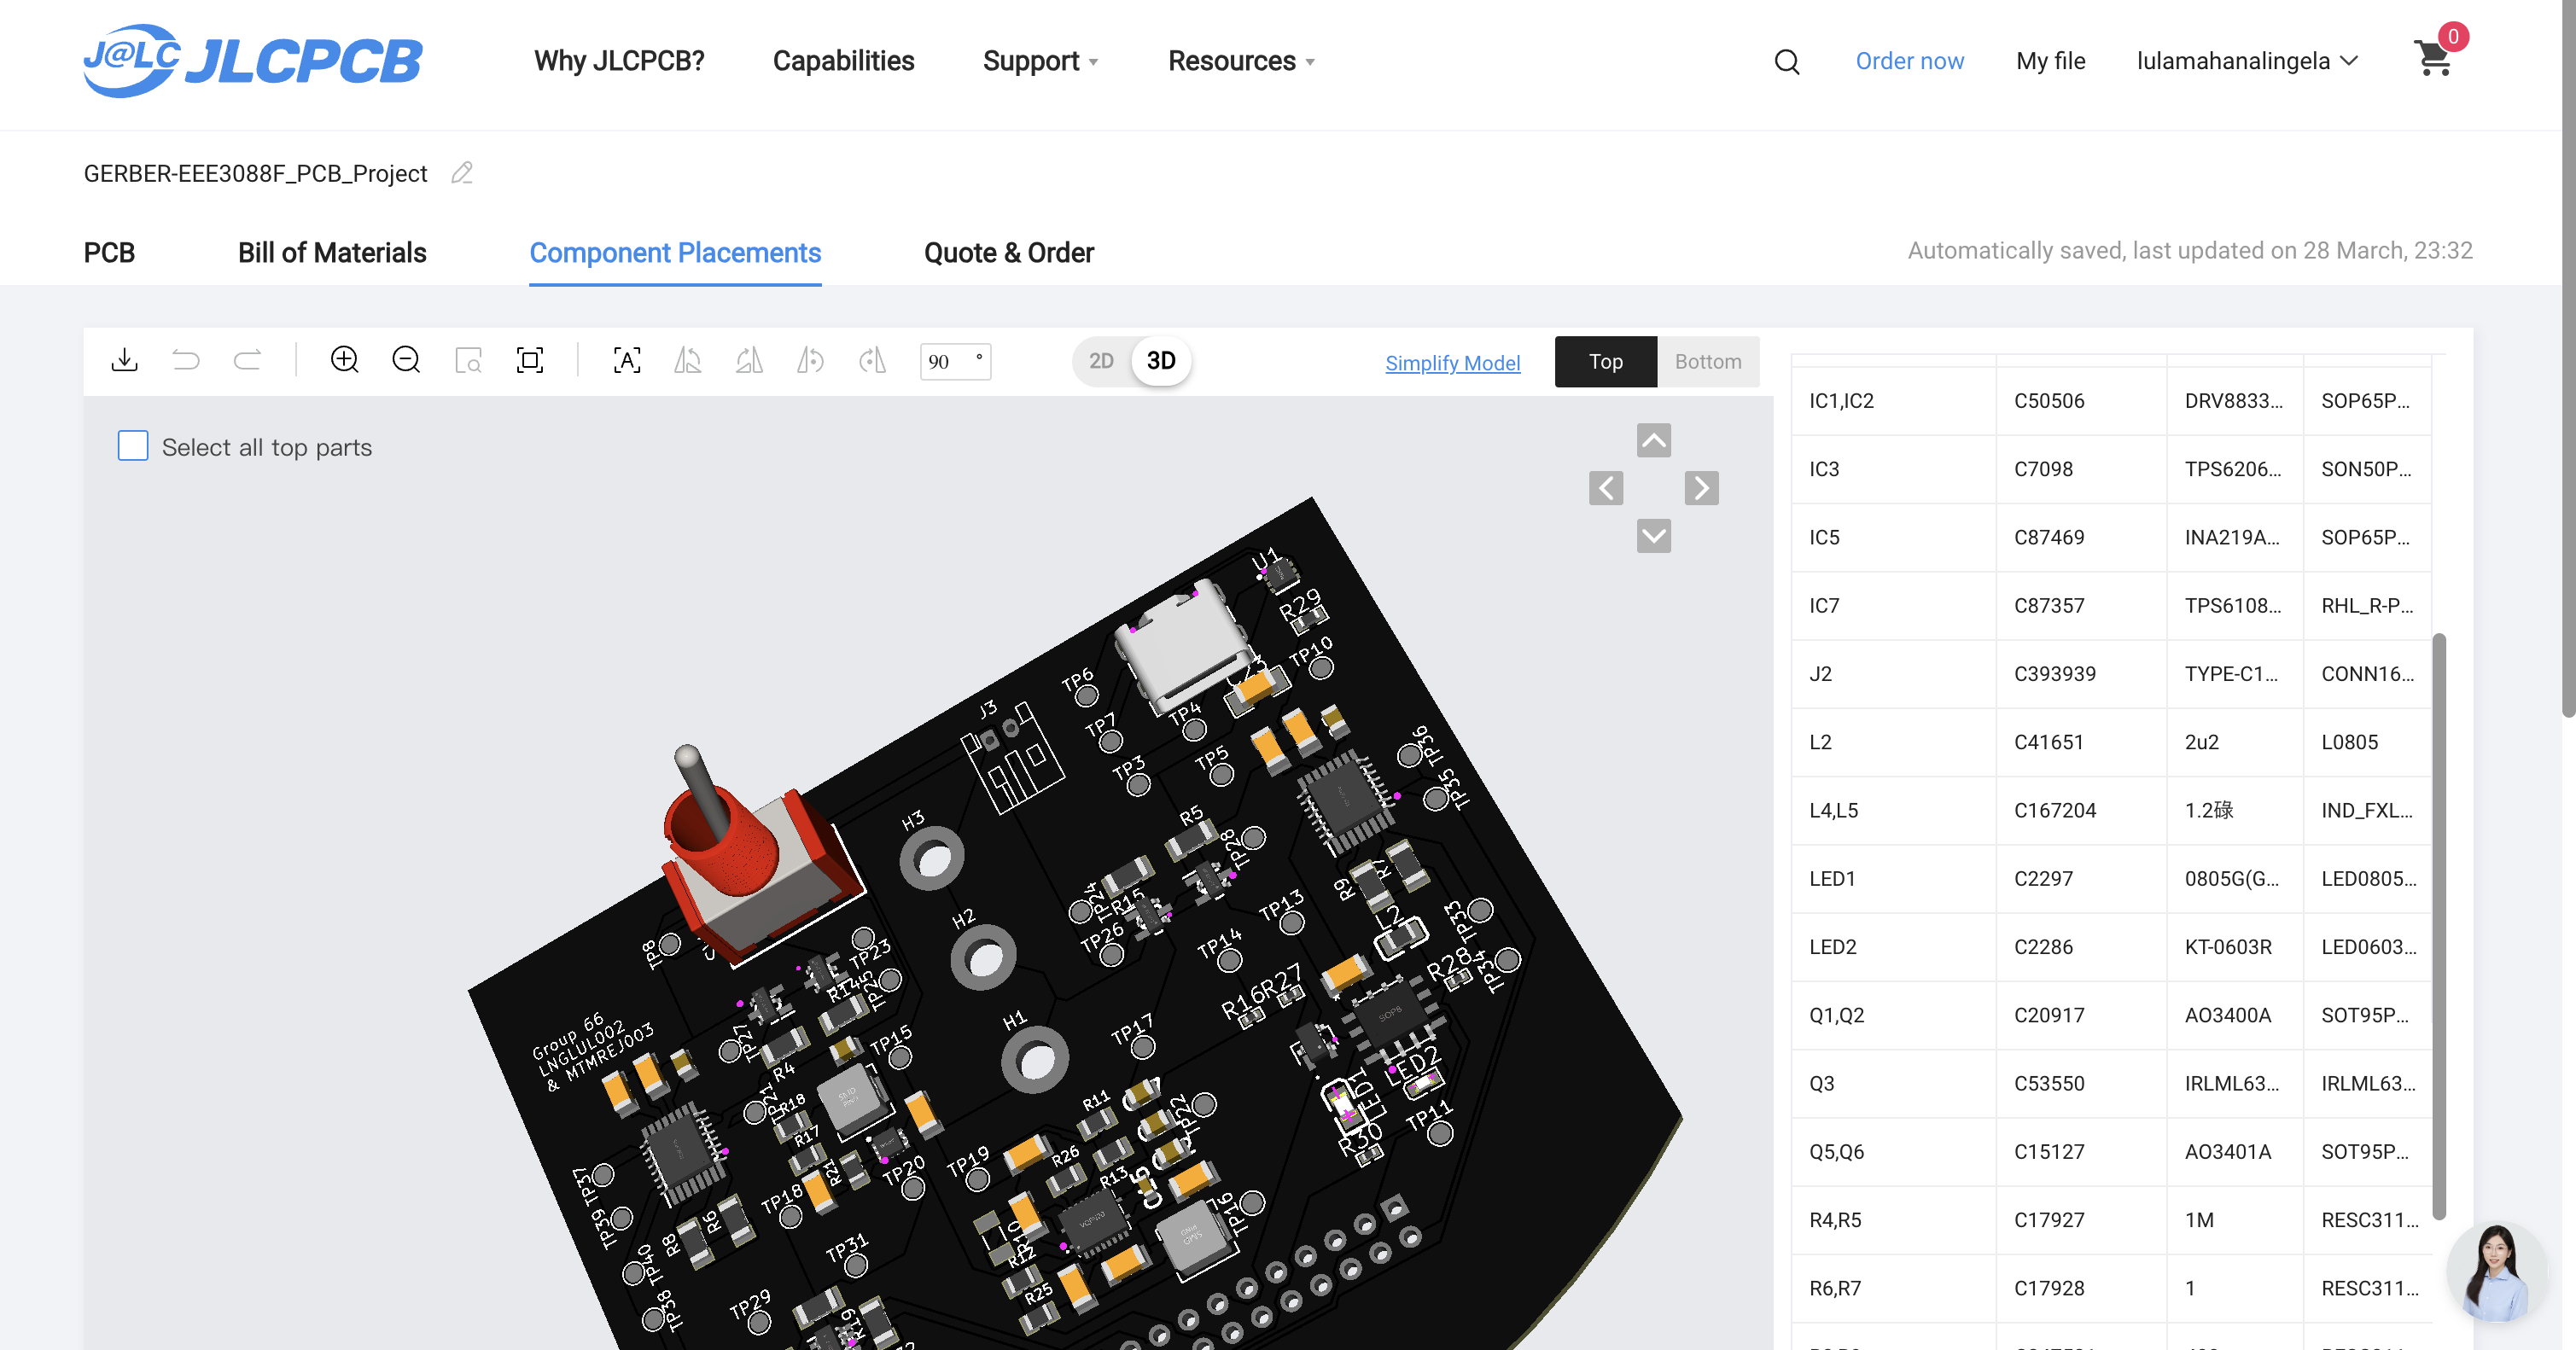 J@LC JLCPCB
Why JLCPCB?
Capabilities
Support
Resources
Order now
My file
lulamahanalingela
0
GERBER-EEE3088F_PCB_Project
PCB
Bill of Materials
Component Placements
Quote & Order
Automatically saved, last updated on 28 March, 23:32
90 °
2D
3D
Simplify Model
Top
Bottom
Select all top parts
IC1,IC2 C50506 DRV8833... SOP65P...
IC3 C7098 TPS6206... SON50P...
IC5 C87469 INA219A... SOP65P...
IC7 C87357 TPS6108... RHL_R-P...
J2 C393939 TYPE-C1... CONN16...
L2 C41651 2u2 L0805
L4,L5 C167204 1.2碌 IND_FXL...
LED1 C2297 0805G(G... LED0805...
LED2 C2286 KT-0603R LED0603...
Q1,Q2 C20917 AO3400A SOT95P...
Q3 C53550 IRLML63... IRLML63...
Q5,Q6 C15127 AO3401A SOT95P...
R4,R5 C17927 1M RESC311...
R6,R7 C17928 1 RESC311...
U1
R29
TP10
TP6
J3
TP7
TP4
TP3
TP5
TP36
TP35
H3
R5
TP28
R9
R7
TP24
R15
TP26
TP13
L2
TP33
H2
TP14
TP8
TP23
TP25
R14
R16
R27
R28
TP34
SOP8
H1
TP17
TP15
TP27
Group 66
LNGLUL002
& MTMREJ003
R4
TP21
R18
R17
R21
R11
TP22
LED2
LED1
TP11
R30
TP19
TP20
R26
R13
TP37
TP39
TP18
R6
R8
TP40
TP38
TP31
R10
R12
R25
TP16
TP29
R19